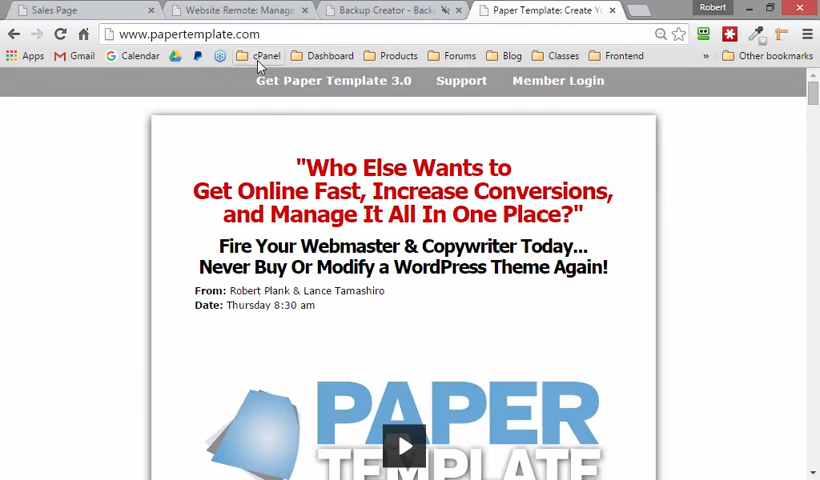 Sales Page
Website Remote: Manage
Backup Creator - Back
Paper Template: Create Yo
Robert
www.papertemplate.com
Apps
Gmail
Calendar
cPanel
Dashboard
Products
Forums
Blog
Classes
Frontend
»
Other bookmarks
Get Paper Template 3.0
Support
Member Login
"Who Else Wants to
Get Online Fast, Increase Conversions,
and Manage It All In One Place?"
Fire Your Webmaster & Copywriter Today...
Never Buy Or Modify a WordPress Theme Again!
From: Robert Plank & Lance Tamashiro
Date: Thursday 8:30 am
PAPER
TEMPLATE